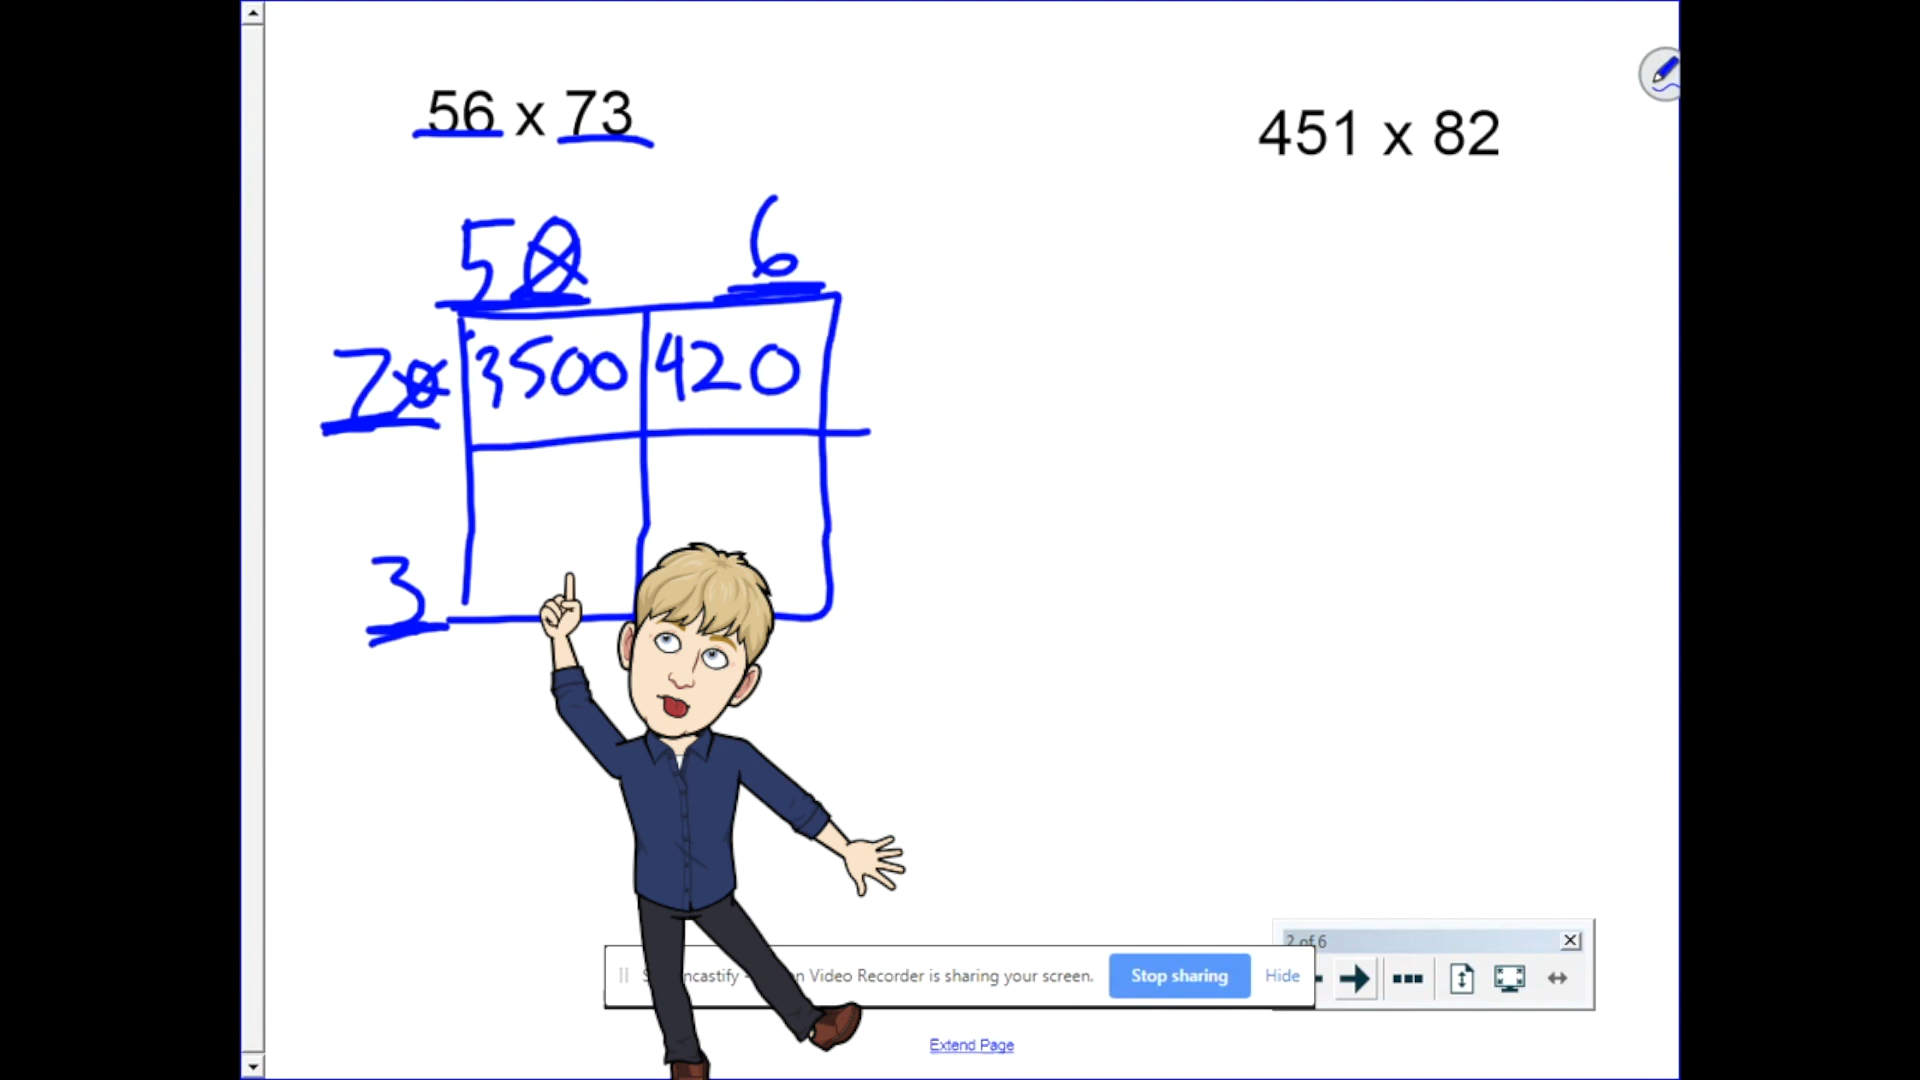 56 x 73
451 x 82
50 6
70 3500 420
3
2 of 6
ncastify - n Video Recorder is sharing your screen. Stop sharing Hide
Extend Page